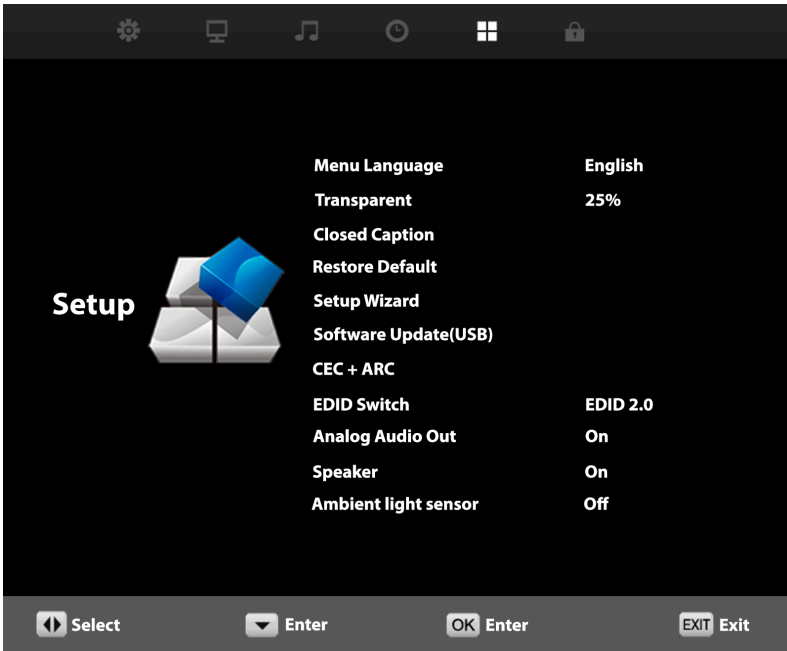 Menu Language English
Transparent 25%
Closed Caption
Restore Default
Setup
Setup Wizard
Software Update(USB)
CEC + ARC
EDID Switch EDID 2.0
Analog Audio Out On
Speaker On
Ambient light sensor Off
Select Enter OK Enter EXIT Exit